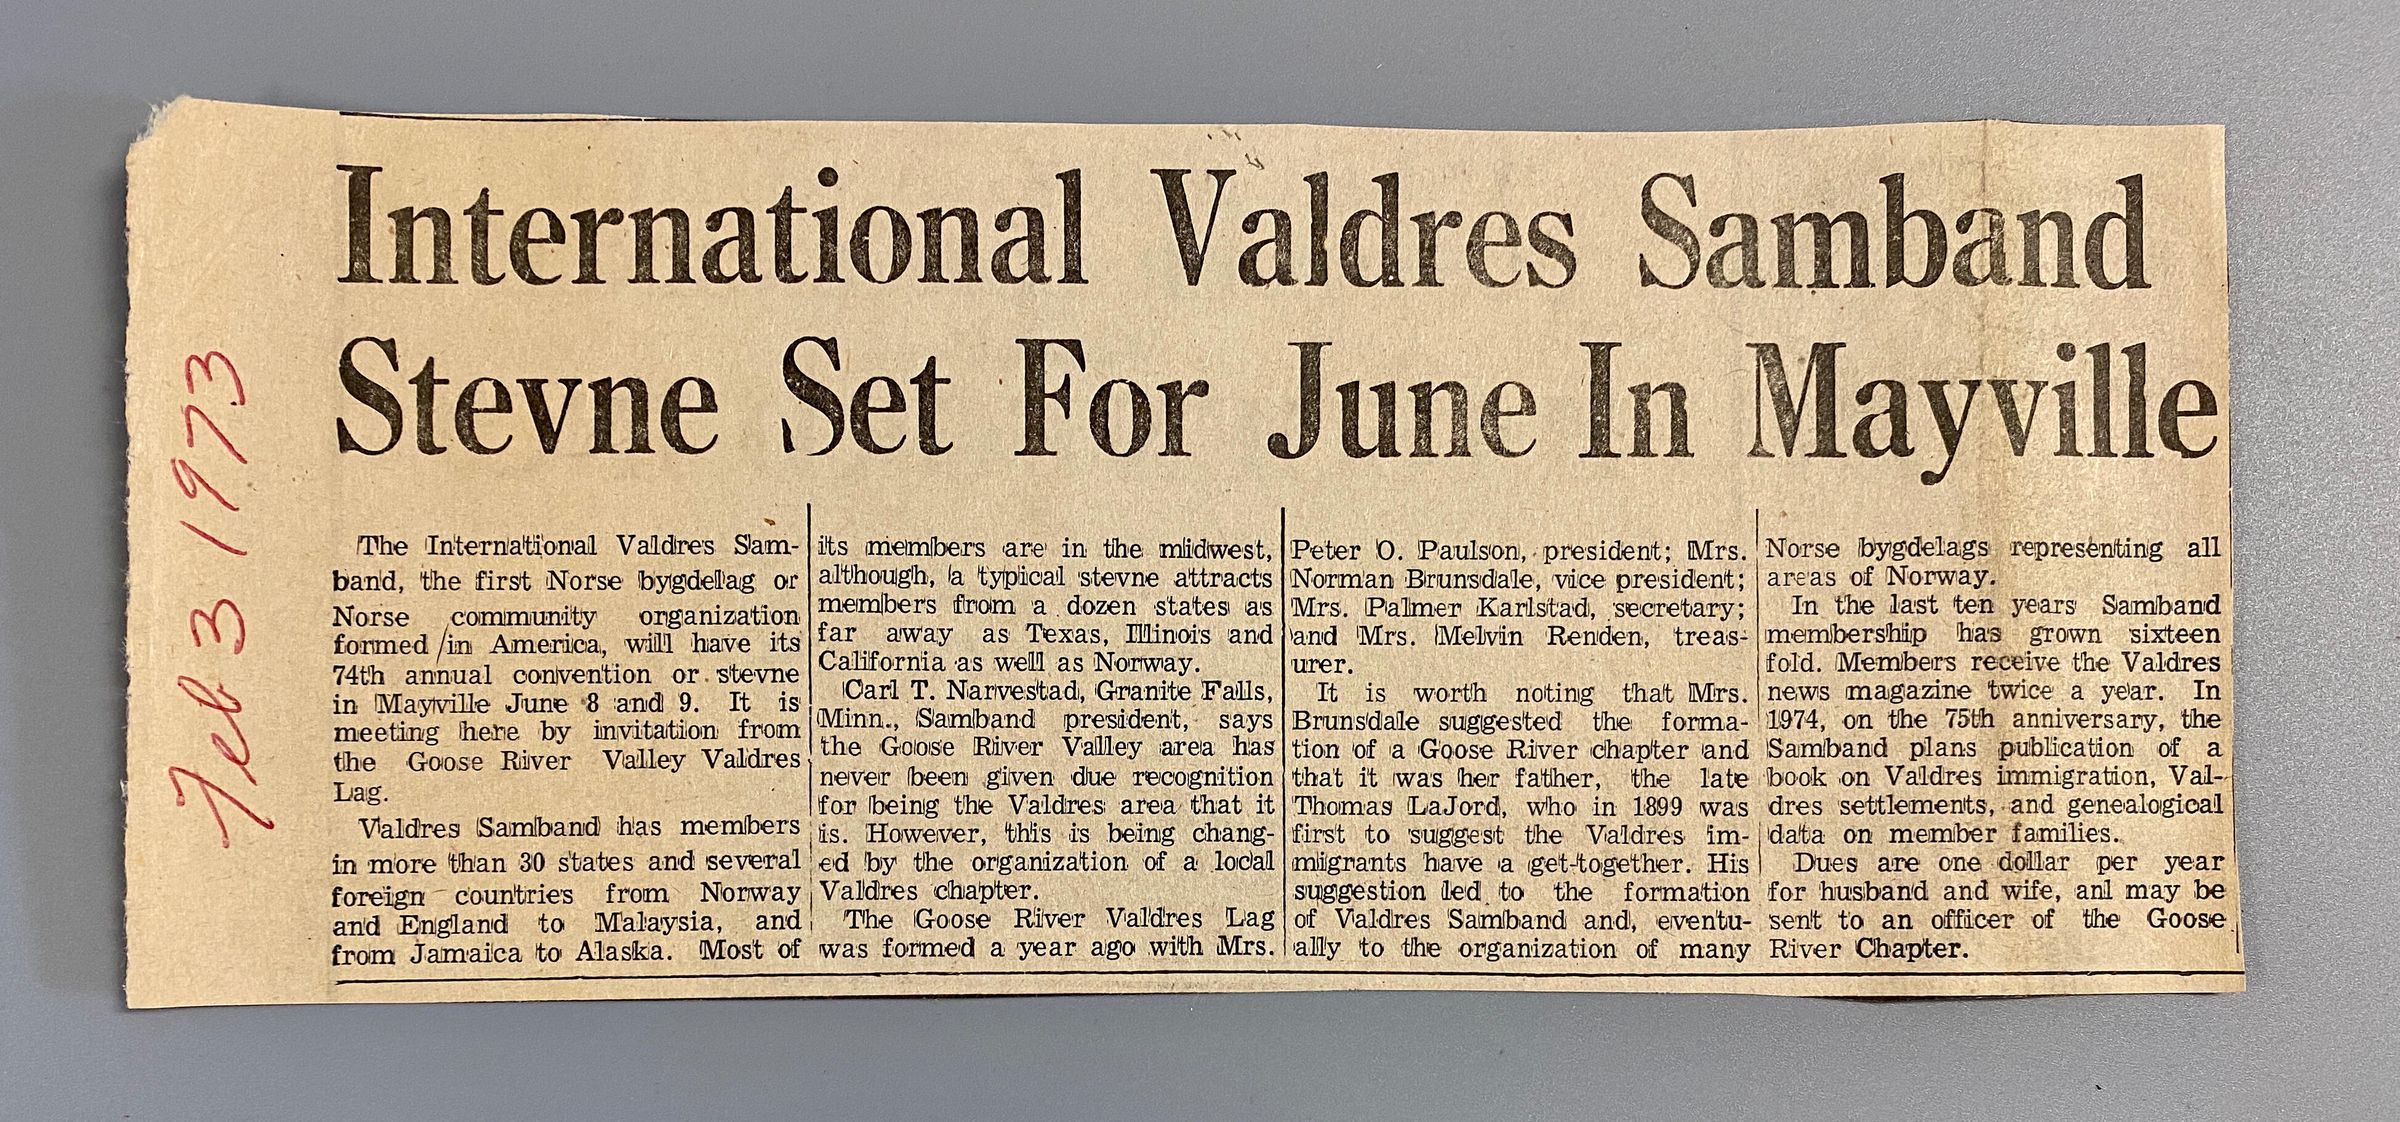 Feb 3 1973
International Valdres Samband
Stevne Set For June In Mayville
The International Valdres Sam-
band, the first Norse bygdelag or
Norse community organization
formed in America, will have its
74th annual convention or stevne
in Mayville June 8 and 9. It is
meeting here by invitation from
the Goose River Valley Valdres
Lag.
Valdres Samband has members
in more than 30 states and several
foreign countries from Norway
and England to Malaysia, and
from Jamaica to Alaska. Most of
its members are in the midwest,
although, a typical stevne attracts
members from a dozen states as
far away as Texas, Illinois and
California as well as Norway.
Carl T. Narvestad, Granite Falls,
Minn., Samband president, says
the Goose River Valley area has
never been given due recognition
for being the Valdres area that it
is. However, this is being chang-
ed by the organization of a local
Valdres chapter.
The Goose River Valdres Lag
was formed a year ago with Mrs.
Peter O. Paulson, president; Mrs.
Norman Brunsdale, vice president;
Mrs. Palmer Karlstad, secretary;
and Mrs. Melvin Renden, treas-
urer.
It is worth noting that Mrs.
Brunsdale suggested the forma-
tion of a Goose River chapter and
that it was her father, the late
Thomas LaJord, who in 1899 was
first to suggest the Valdres im-
migrants have a get-together. His
suggestion led to the formation
of Valdres Samband and, eventu-
ally to the organization of many
Norse bygdelags representing all
areas of Norway.
In the last ten years Samband
membership has grown sixteen
fold. Members receive the Valdres
news magazine twice a year. In
1974, on the 75th anniversary, the
Samband plans publication of a
book on Valdres immigration, Val-
dres settlements, and genealogical
data on member families.
Dues are one dollar per year
for husband and wife, anl may be
sent to an officer of the Goose
River Chapter.